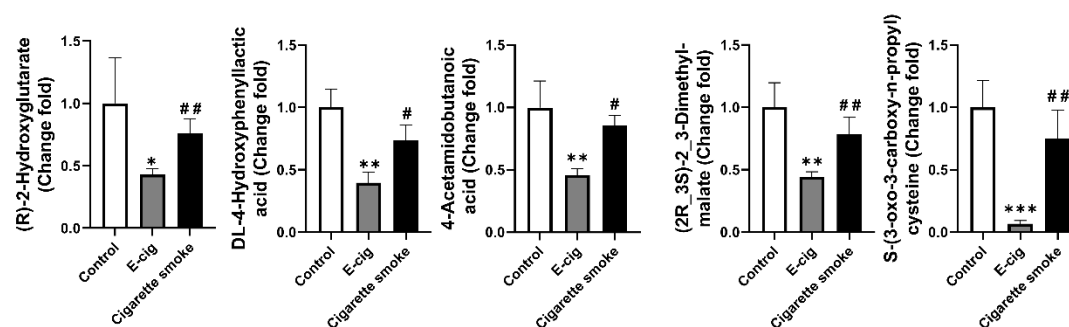 (R)-2-Hydroxyglutarate
(Change fold)
1.5
1.0
0.5
0.0
*
##
Control
E-cig
Cigarette smoke
DL-4-Hydroxyphenyllactic
acid (Change fold)
1.5
1.0
0.5
0.0
**
#
Control
E-cig
Cigarette smoke
4-Acetamidobutanoic
acid (Change fold)
1.5
1.0
0.5
0.0
**
#
Control
E-cig
Cigarette smoke
(2R_3S)-2_3-Dimethyl-
malate (Change fold)
1.5
1.0
0.5
0.0
**
##
Control
E-cig
Cigarette smoke
S-(3-oxo-3-carboxy-n-propyl)
cysteine (Change fold)
1.5
1.0
0.5
0.0
***
##
Control
E-cig
Cigarette smoke